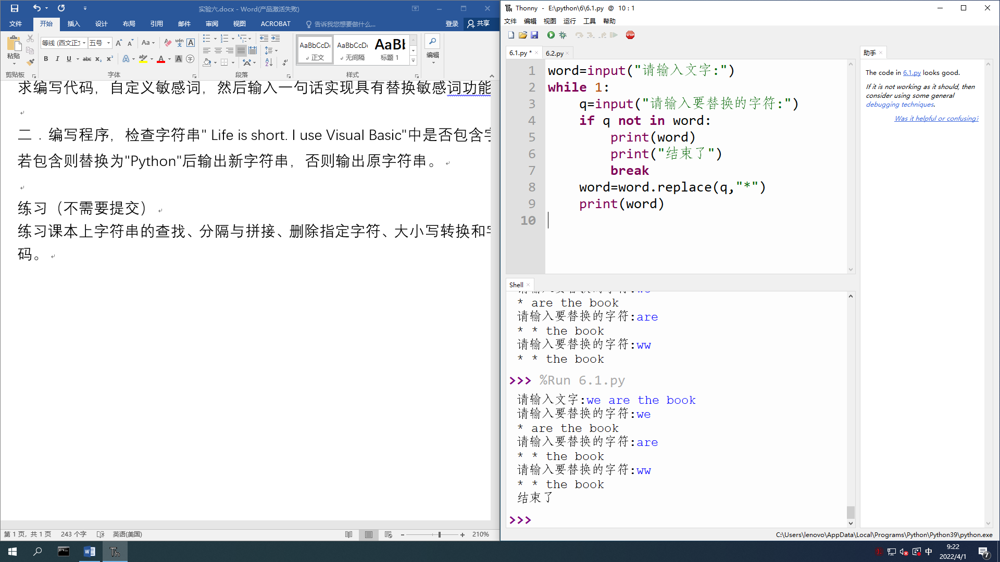 实验六.docx - Word(产品激活失败)
文件 开始 插入 设计 布局 引用 邮件 审阅 视图 ACROBAT 告诉我您想要做什么... 登录 共享
粘贴
等线 (西文正 五号
AaBbCcDc AaBbCcDc AaBb
正文 无间隔 标题 1
编辑
剪贴板 字体 段落 样式
求编写代码，自定义敏感词，然后输入一句话实现具有替换敏感词功能
二．编写程序，检查字符串" Life is short. I use Visual Basic"中是否包含字
若包含则替换为"Python"后输出新字符串，否则输出原字符串。
练习（不需要提交）
练习课本上字符串的查找、分隔与拼接、删除指定字符、大小写转换和字
码。
第 1 页，共 1 页 243 个字 英语(美国) 210%
Thonny - E:\python\6\6.1.py @ 10 : 1
文件 编辑 视图 运行 工具 帮助
6.1.py * 6.2.py
1 word=input("请输入文字:")
2 while 1:
3 q=input("请输入要替换的字符:")
4 if q not in word:
5 print(word)
6 print("结束了")
7 break
8 word=word.replace(q,"*")
9 print(word)
10
Shell
请输入要替换的字符:we
* are the book
请输入要替换的字符:are
* * the book
请输入要替换的字符:ww
* * the book
>>> %Run 6.1.py
请输入文字:we are the book
请输入要替换的字符:we
* are the book
请输入要替换的字符:are
* * the book
请输入要替换的字符:ww
* * the book
结束了
>>>
助手
The code in 6.1.py looks good.
If it is not working as it should, then
consider using some general
debugging techniques.
Was it helpful or confusing?
C:\Users\lenovo\AppData\Local\Programs\Python\Python39\python.exe
中 9:22
2022/4/1
7